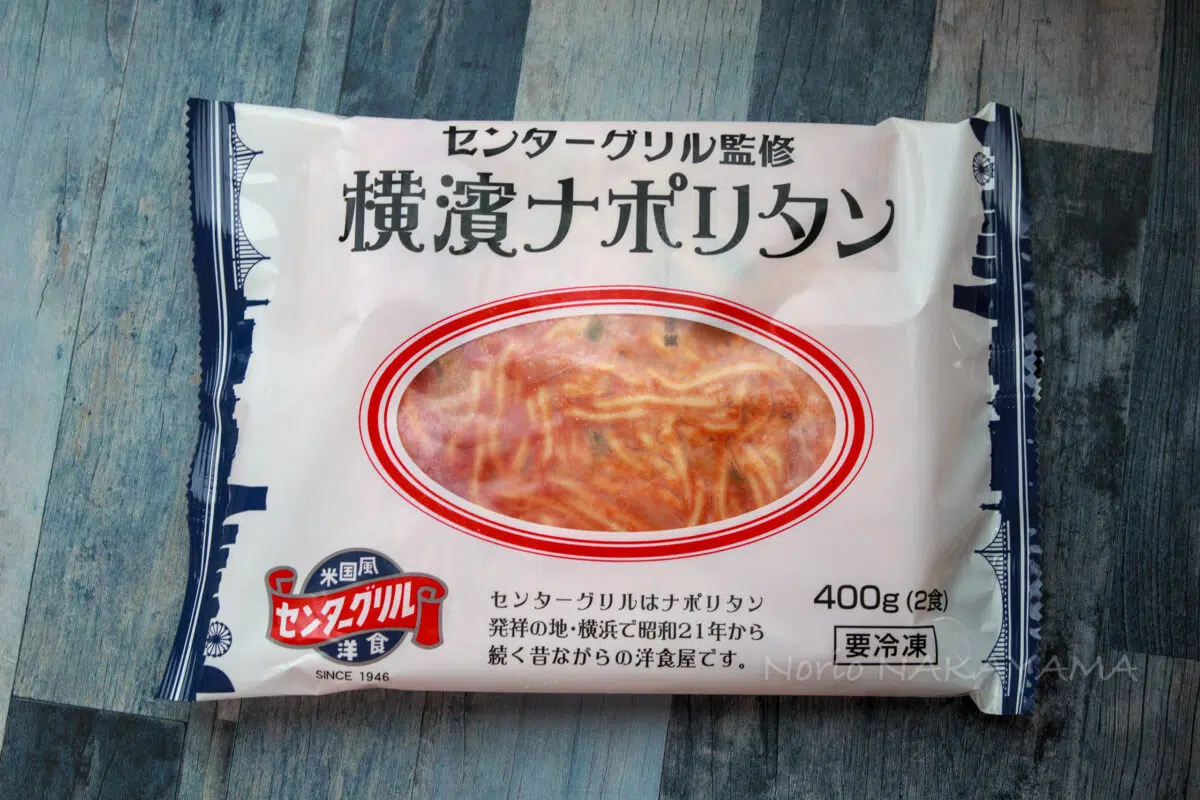 センターグリル監修
横濱ナポリタン
米国風
センターグリル
洋食
SINCE 1946
センターグリルはナポリタン
発祥の地・横浜で昭和21年から
続く昔ながらの洋食屋です。
400g(2食)
要冷凍
Norio NAKAYAMA